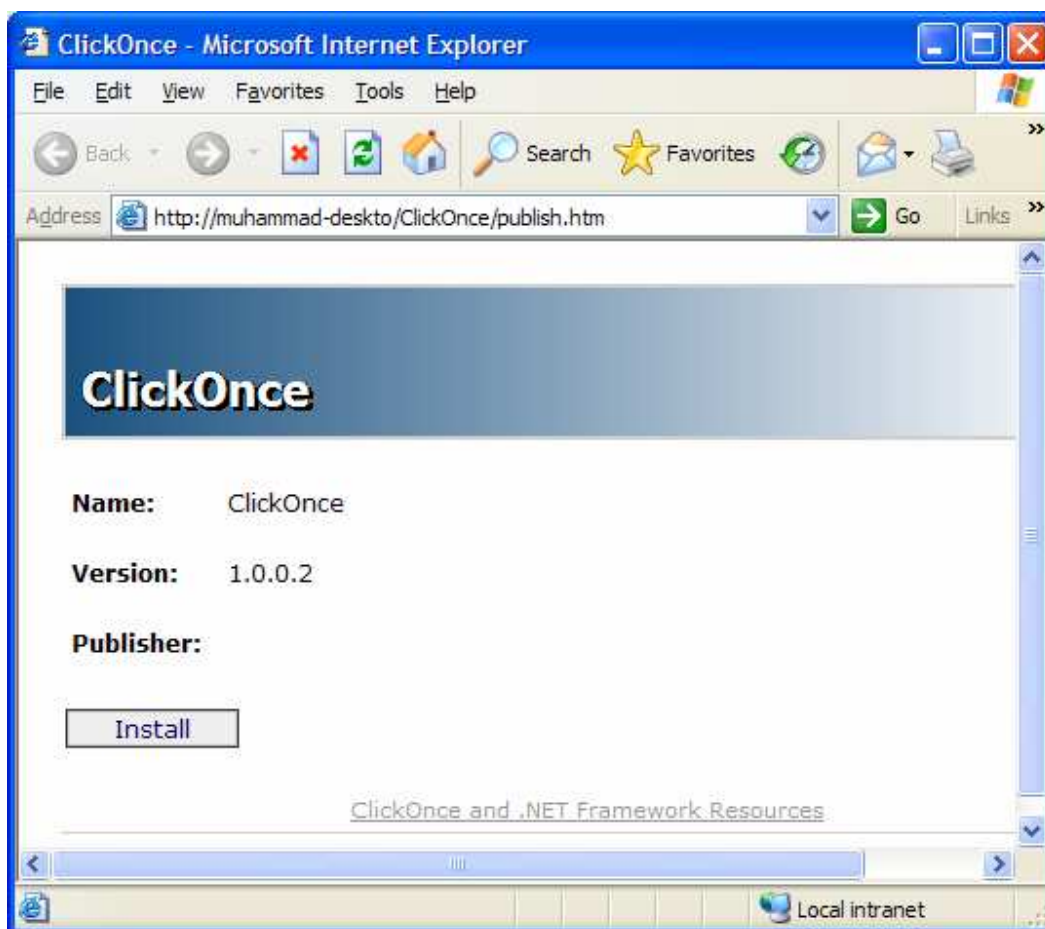 ClickOnce - Microsoft Internet Explorer
File Edit View Favorites Tools Help
Back Search Favorites »
Address http://muhammad-deskto/ClickOnce/publish.htm Go Links »
ClickOnce
Name: ClickOnce
Version: 1.0.0.2
Publisher:
Install
ClickOnce and .NET Framework Resources
Local intranet